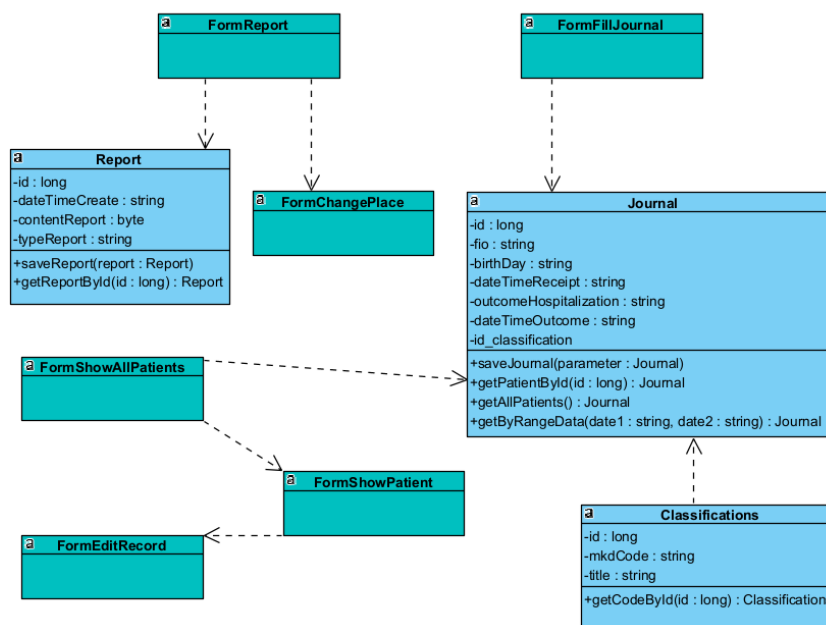 a
FormReport
a
FormFillJournal
a
Report
-id : long
-dateTimeCreate : string
-contentReport : byte
-typeReport : string
+saveReport(report : Report)
+getReportById(id : long) : Report
a
FormChangePlace
a
Journal
-id : long
-fio : string
-birthDay : string
-dateTimeReceipt : string
-outcomeHospitalization : string
-dateTimeOutcome : string
-id_classification
+saveJournal(parameter : Journal)
+getPatientById(id : long) : Journal
+getAllPatients() : Journal
+getByRangeData(date1 : string, date2 : string) : Journal
a
FormShowAllPatients
a
FormShowPatient
a
FormEditRecord
a
Classifications
-id : long
-mkdCode : string
-title : string
+getCodeById(id : long) : Classification